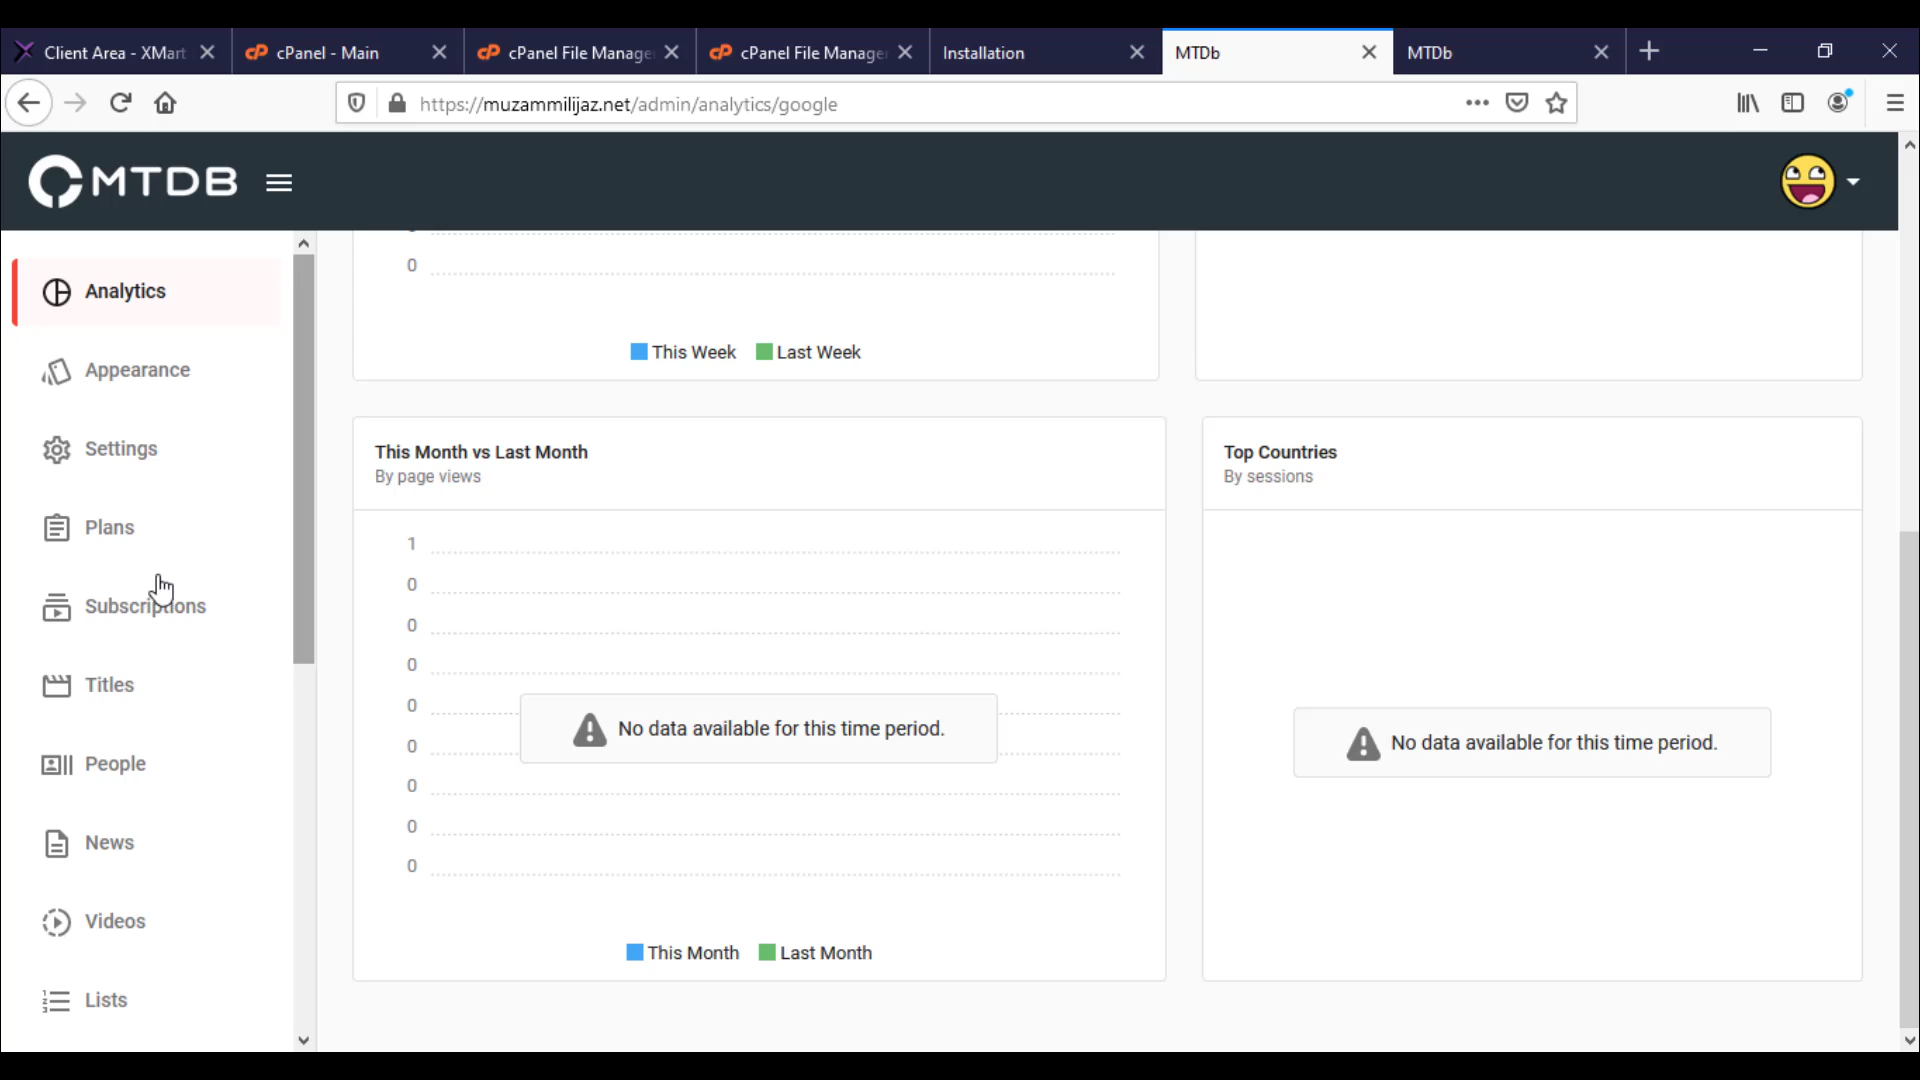 Client Area - XMart
cPanel - Main
cPanel File Manage
cPanel File Manager
Installation
MTDb
MTDb
https://muzammilijaz.net/admin/analytics/google
MTDB
Analytics
Appearance
Settings
Plans
Subscriptions
Titles
People
News
Videos
Lists
0
This Week
Last Week
This Month vs Last Month
By page views
1
0
0
0
0
0
0
0
0
No data available for this time period.
This Month
Last Month
Top Countries
By sessions
No data available for this time period.